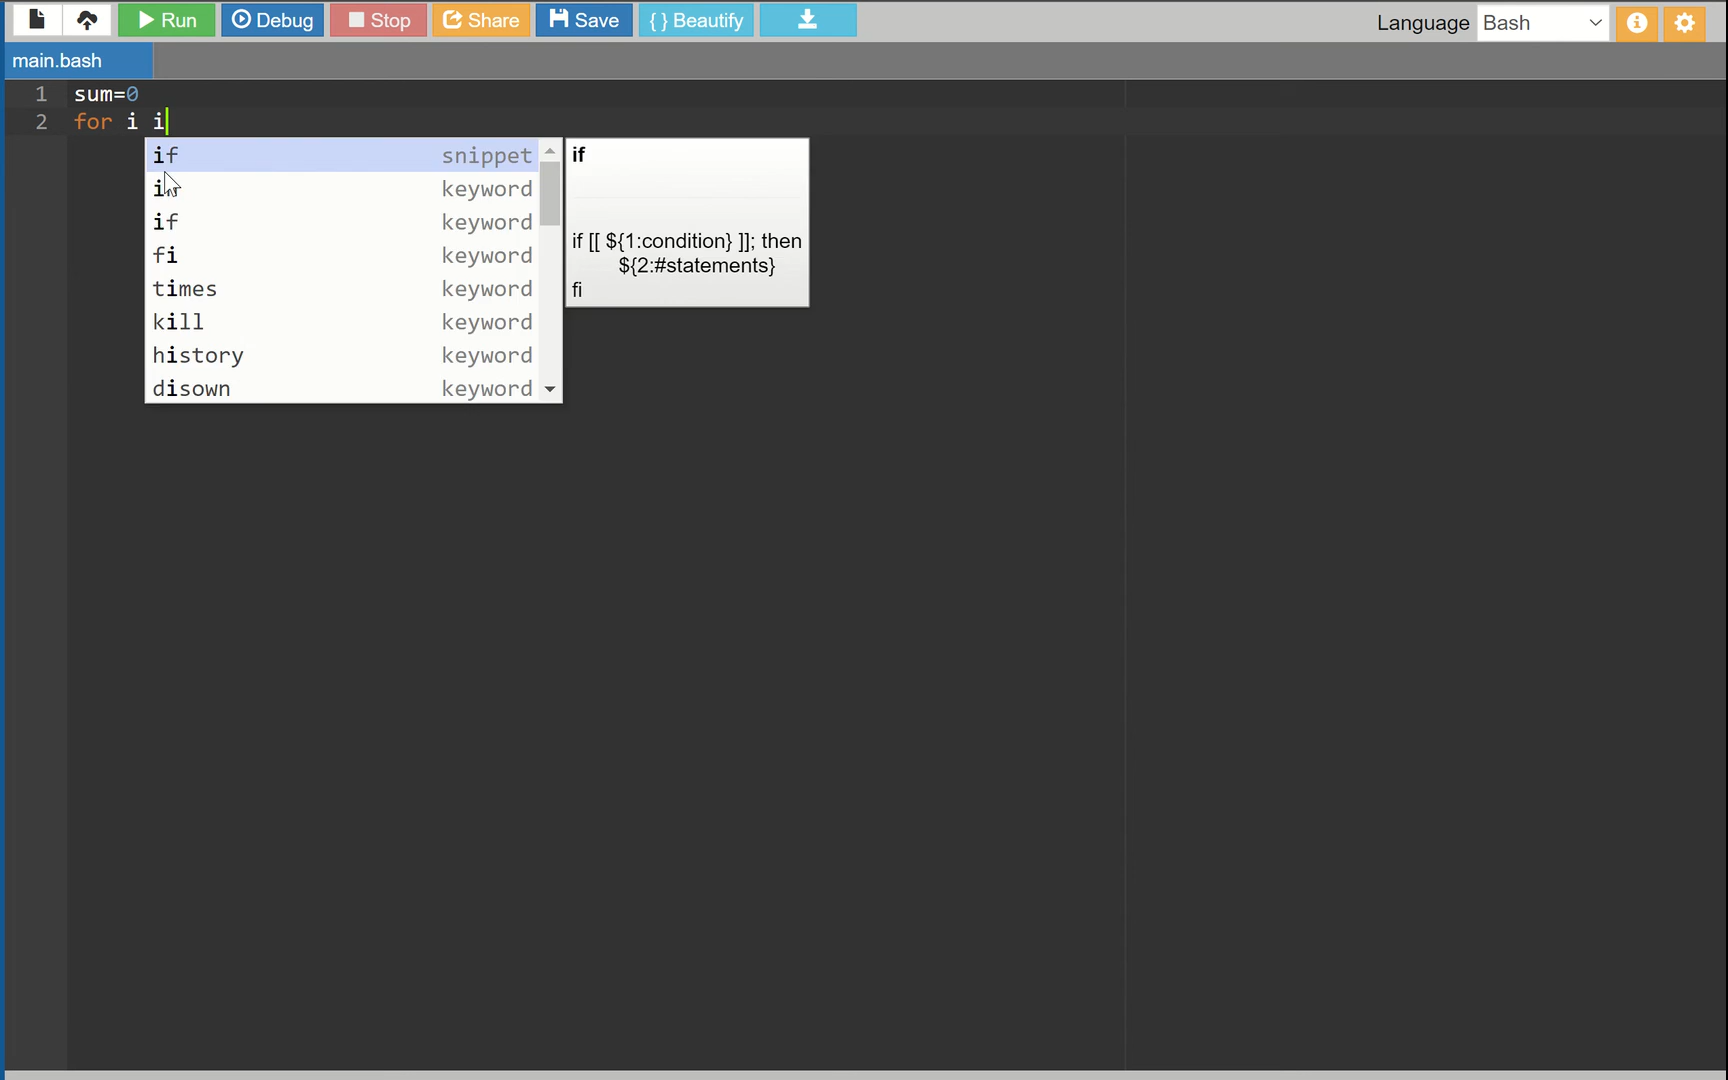 Run Debug Stop Share Save { } Beautify Language Bash
main.bash
1 sum=0
2 for i i
if snippet
in keyword
if keyword
fi keyword
times keyword
kill keyword
history keyword
disown keyword
if
if [[ ${1:condition} ]]; then
${2:#statements}
fi